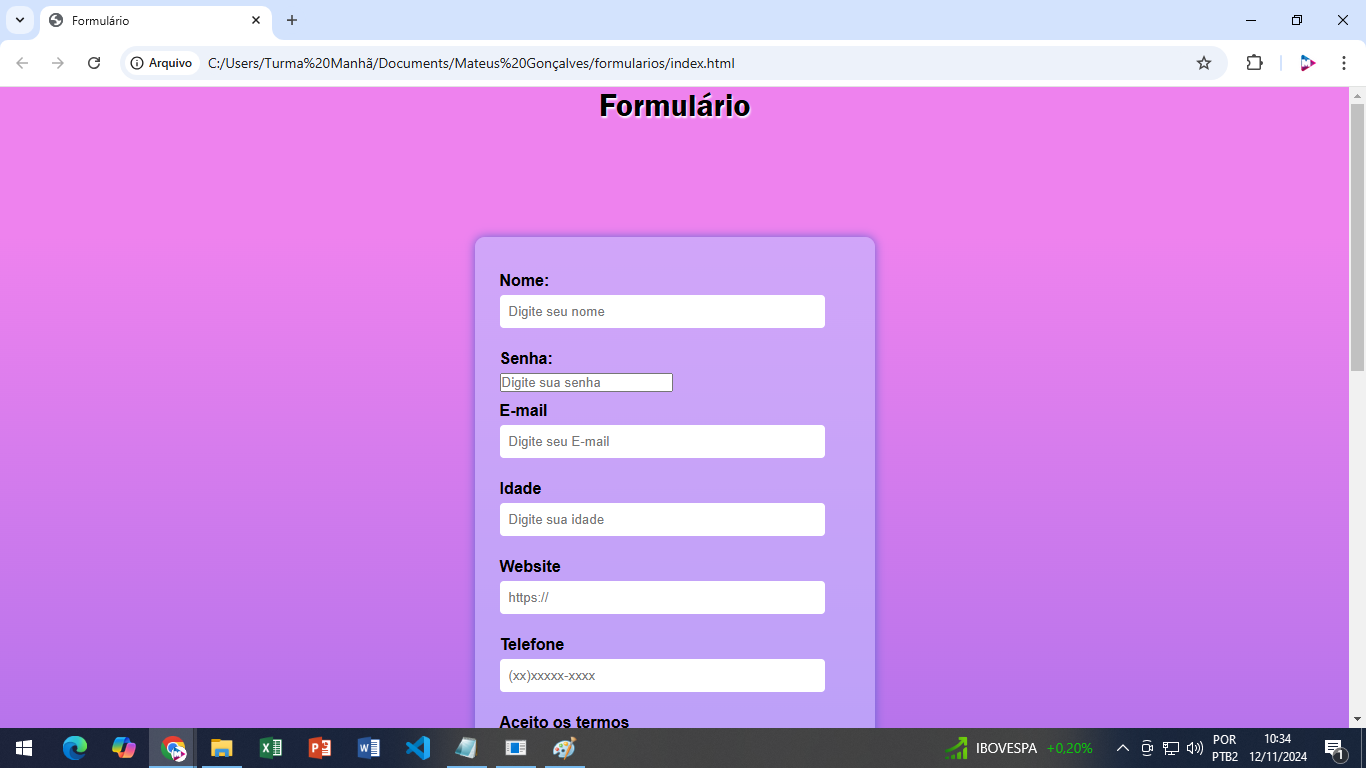 Formulário
Arquivo
C:/Users/Turma%20Manhã/Documents/Mateus%20Gonçalves/formularios/index.html
Formulário
Nome:
Digite seu nome
Senha:
Digite sua senha
E-mail
Digite seu E-mail
Idade
Digite sua idade
Website
https://
Telefone
(xx)xxxxx-xxxx
Aceito os termos
IBOVESPA +0,20%
POR
PTB2
10:34
12/11/2024
1